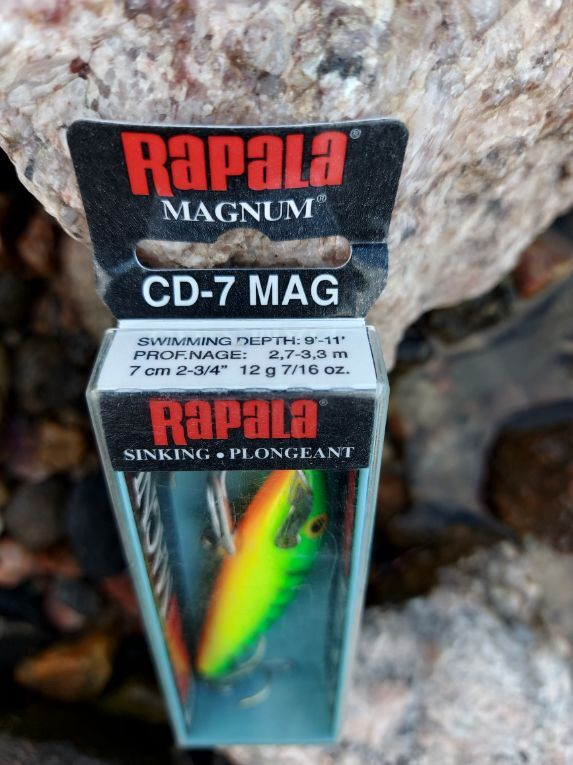 RapaLa®
MAGNUM®
CD-7 MAG
SWIMMING DEPTH: 9'-11'
PROF.NAGE: 2,7-3,3 m
7 cm 2-3/4" 12 g 7/16 oz.
RapaLa®
SINKING • PLONGEANT